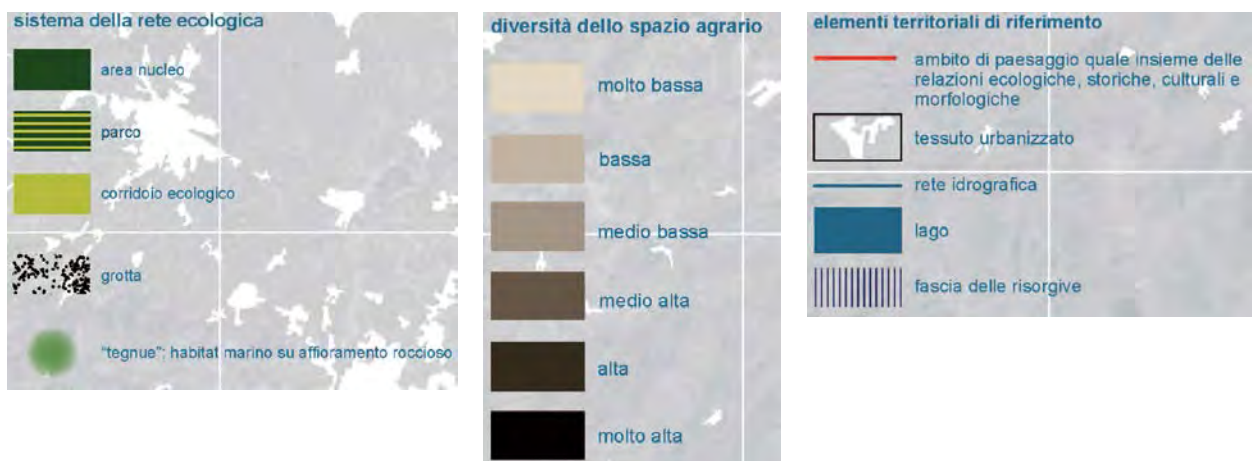 sistema della rete ecologica
area nucleo
parco
corridoio ecologico
grotta
"tegnue": habitat marino su affioramento roccioso
diversità dello spazio agrario
molto bassa
bassa
medio bassa
medio alta
alta
molto alta
elementi territoriali di riferimento
ambito di paesaggio quale insieme delle
relazioni ecologiche, storiche, culturali e
morfologiche
tessuto urbanizzato
rete idrografica
lago
fascia delle risorgive